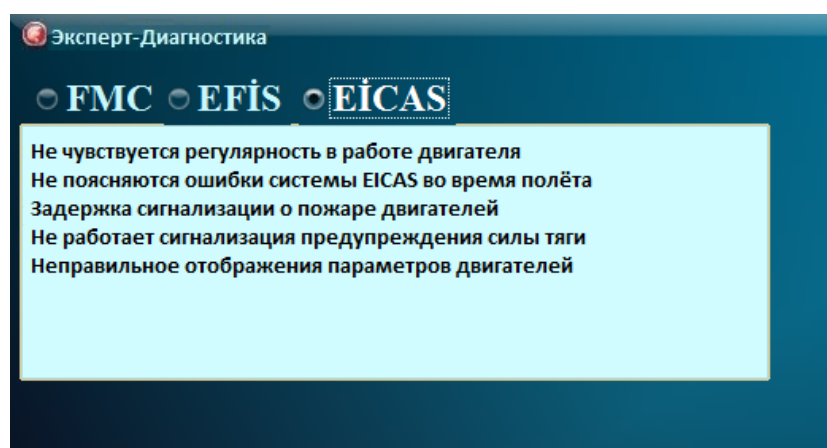 Эксперт-Диагностика
FMC EFİS EİCAS
Не чувствуется регулярность в работе двигателя
Не поясняются ошибки системы EICAS во время полёта
Задержка сигнализации о пожаре двигателей
Не работает сигнализация предупреждения силы тяги
Неправильное отображения параметров двигателей